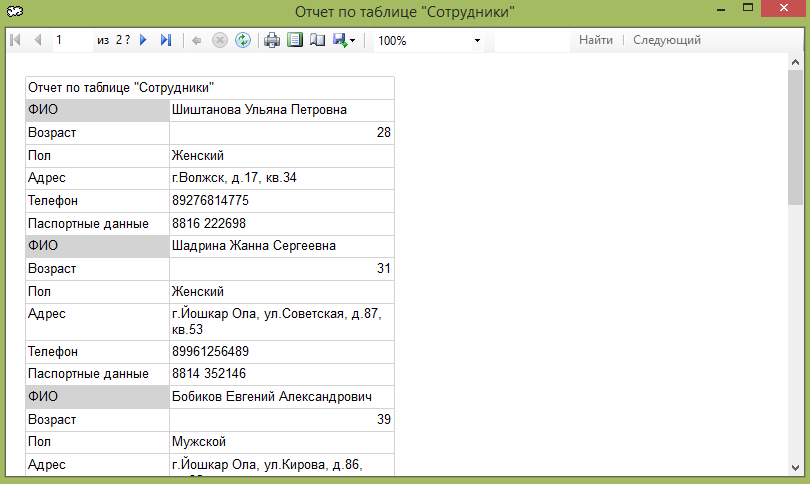 Отчет по таблице "Сотрудники"
1 из 2 ? 100% Найти Следующий
Отчет по таблице "Сотрудники"
ФИО Шиштанова Ульяна Петровна
Возраст 28
Пол Женский
Адрес г.Волжск, д.17, кв.34
Телефон 89276814775
Паспортные данные 8816 222698
ФИО Шадрина Жанна Сергеевна
Возраст 31
Пол Женский
Адрес г.Йошкар Ола, ул.Советская, д.87,
кв.53
Телефон 89961256489
Паспортные данные 8814 352146
ФИО Бобиков Евгений Александрович
Возраст 39
Пол Мужской
Адрес г.Йошкар Ола, ул.Кирова, д.86,